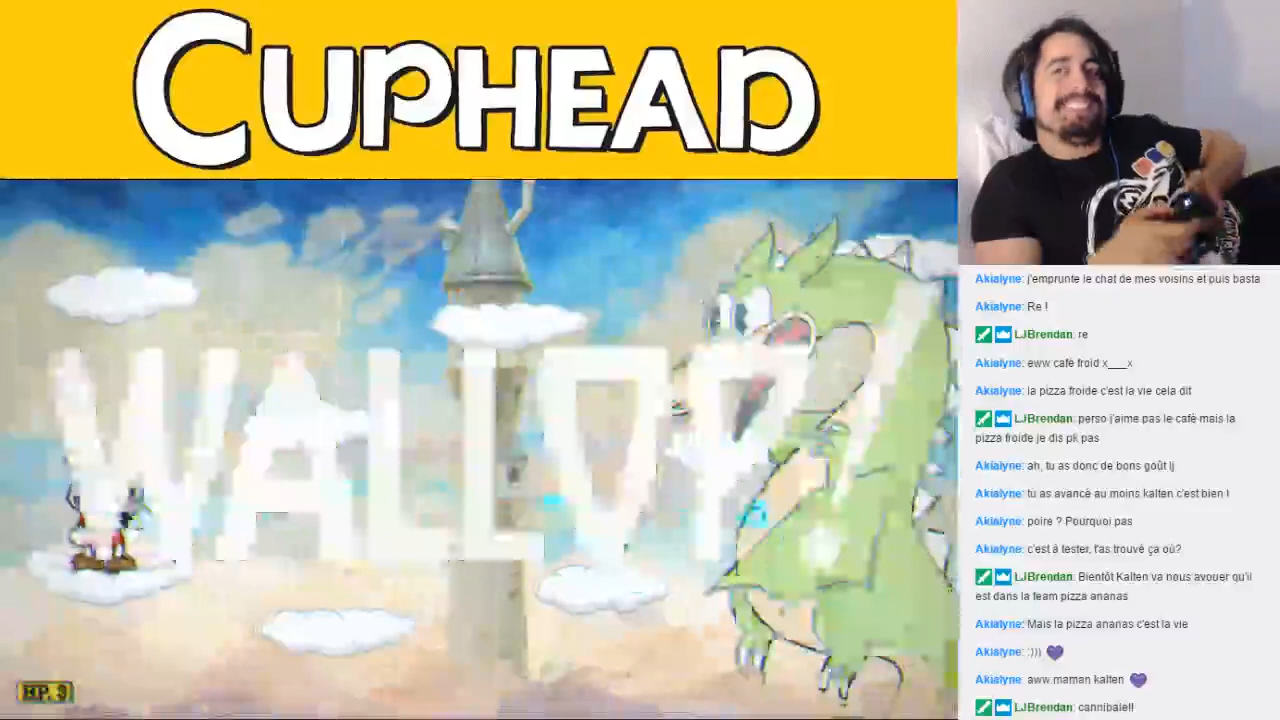 CUPHEAD
WALLOP!
HP. 3
Akialyne: j'emprunte le chat de mes voisins et puis basta
Akialyne: Re !
LJBrendan: re
Akialyne: eww café froid x___x
Akialyne: la pizza froide c'est la vie cela dit
LJBrendan: perso j'aime pas le café mais la
pizza froide je dis pk pas
Akialyne: ah, tu as donc de bons goût lj
Akialyne: tu as avancé au moins kalten c'est bien !
Akialyne: poire ? Pourquoi pas
Akialyne: c'est à tester, t'as trouvé ça où?
LJBrendan: Bientôt Kalten va nous avouer qu'il
est dans la team pizza ananas
Akialyne: Mais la pizza ananas c'est la vie
Akialyne: :)))
Akialyne: aww maman kalten
LJBrendan: cannibale!!